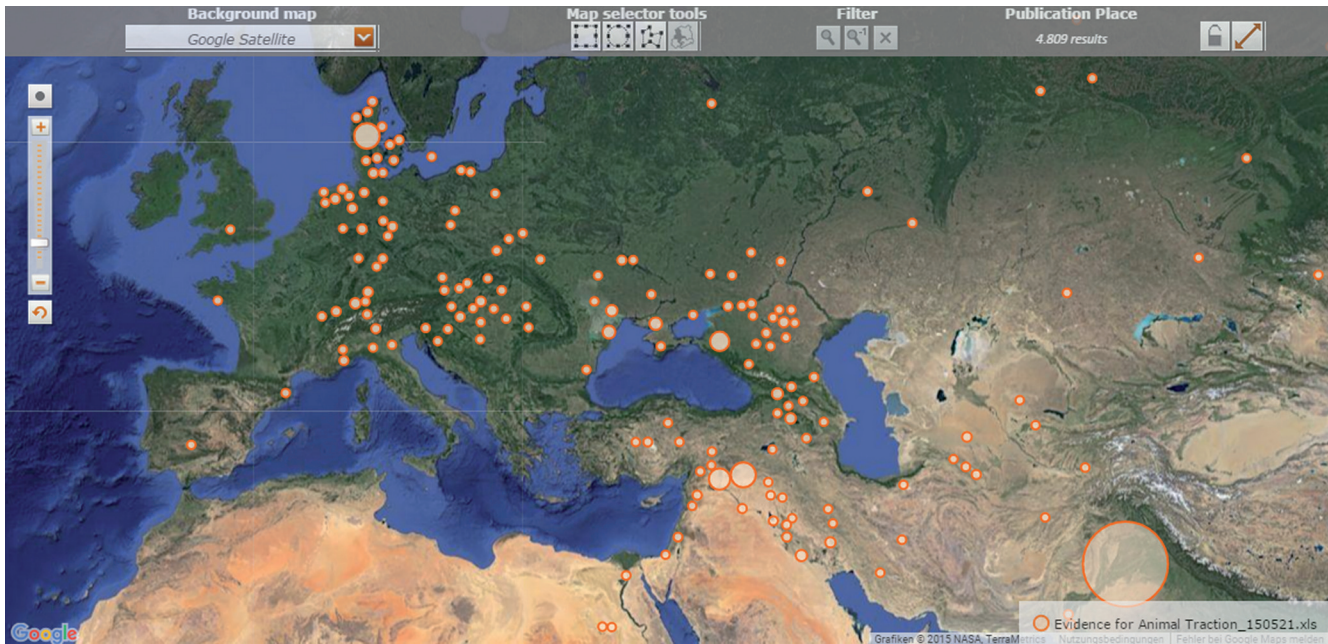 Background map
Google Satellite
Map selector tools
Filter
-1
Publication Place
4.809 results
Evidence for Animal Traction_150521.xls
Google
Grafiken © 2015 NASA, TerraMetrics
Nutzungsbedingungen
Fehler bei Google Maps melden